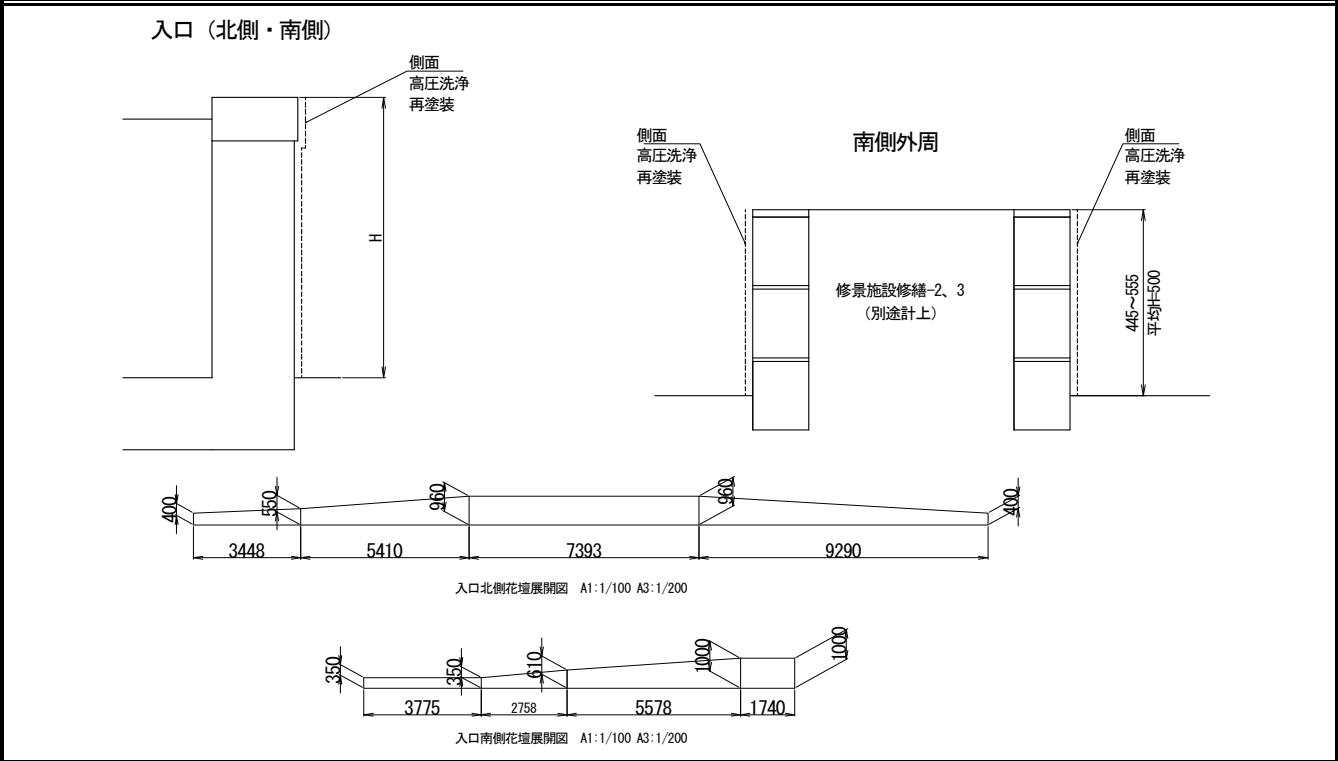 入口（北側・南側）
側面
高圧洗浄
再塗装
H
南側外周
側面
高圧洗浄
再塗装
側面
高圧洗浄
再塗装
修景施設修繕-2、3
（別途計上）
445～555
平均H=500
400
550
960
960
400
3448
5410
7393
9290
入口北側花壇展開図 A1:1/100 A3:1/200
350
350
610
1000
1000
3775
2758
5578
1740
入口南側花壇展開図 A1:1/100 A3:1/200